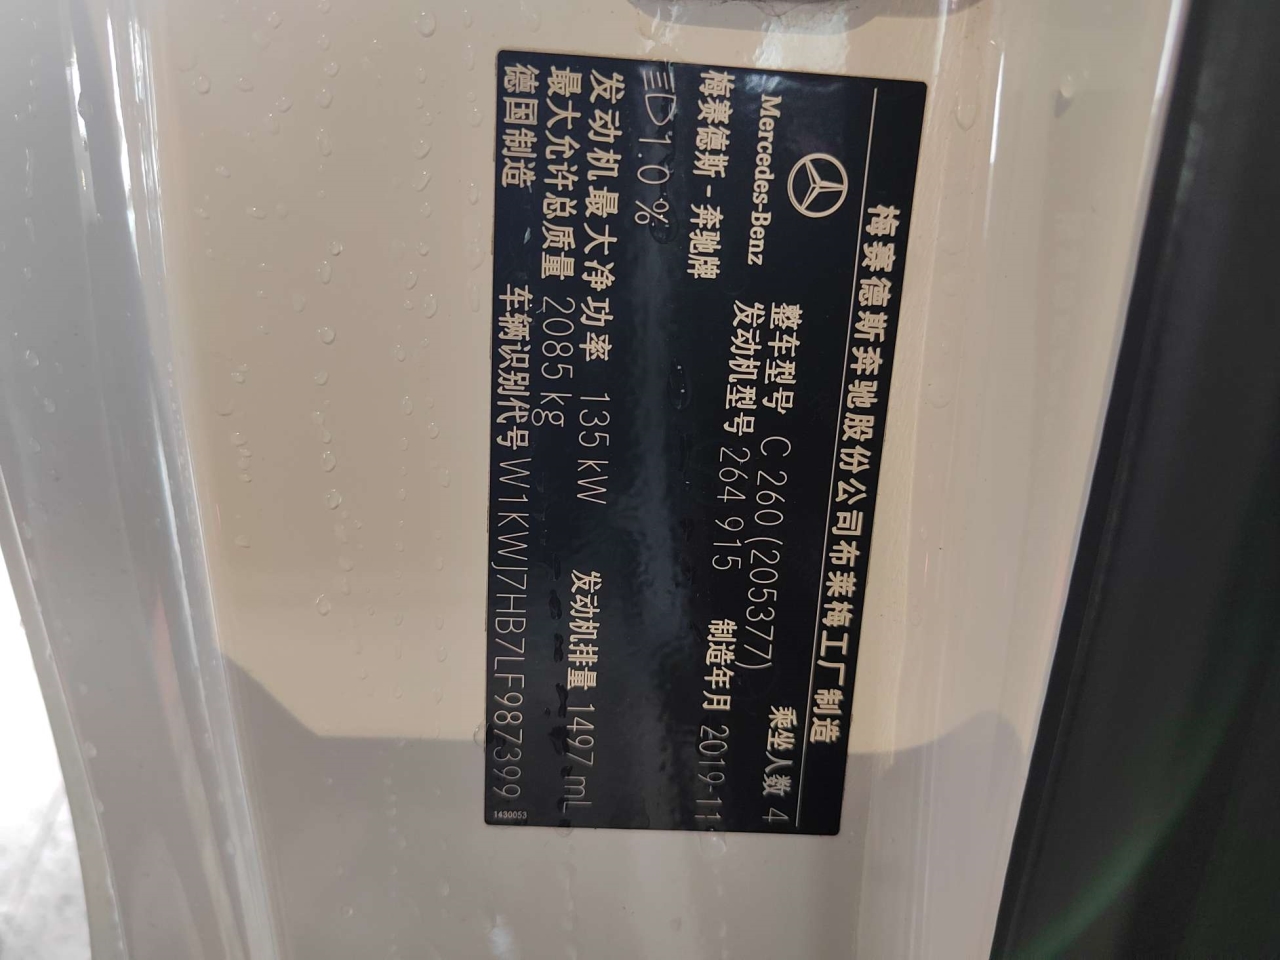 梅赛德斯奔驰股份公司布莱梅工厂制造
Mercedes-Benz
整车型号 C 260(205377) 乘坐人数 4
梅赛德斯-奔驰牌 发动机型号 264 915 制造年月 2019-11
1.0 %
发动机最大净功率 135 kW 发动机排量 1497 mL
最大允许总质量 2085 kg
德国制造 车辆识别代号 W1KWJ7HB7LF987399
1430053